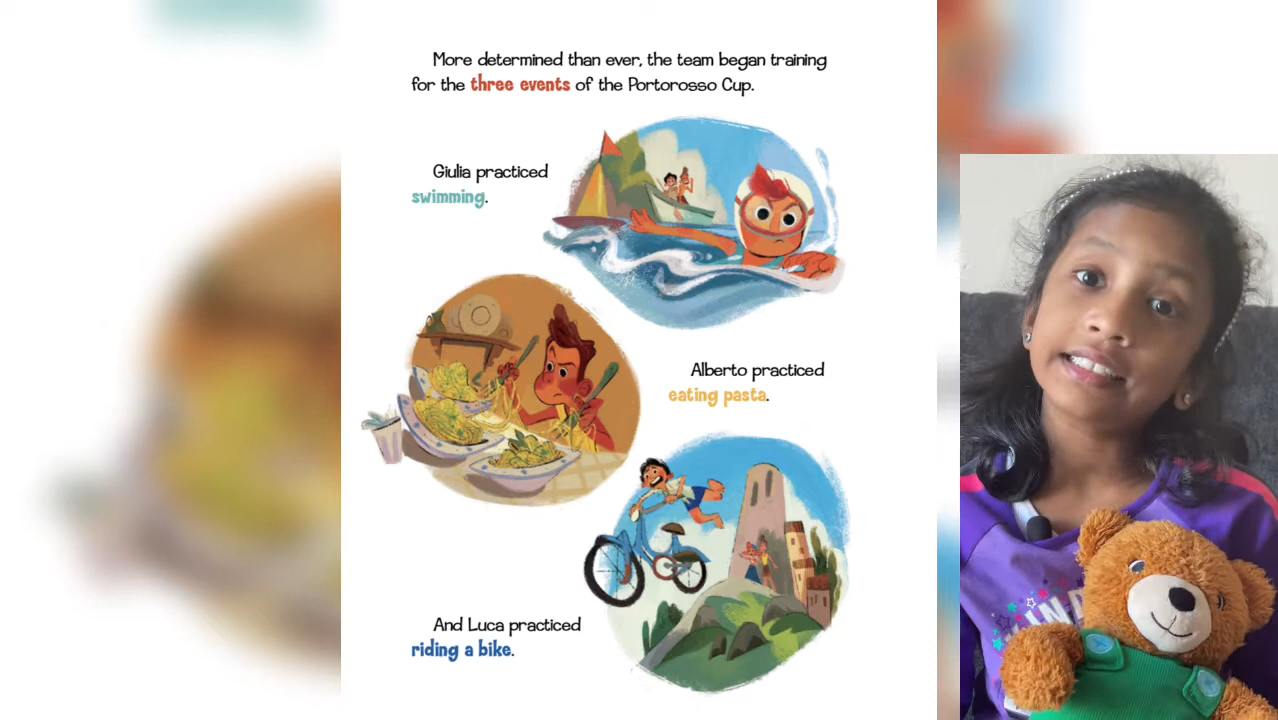 More determined than ever, the team began training
for the three events of the Portorosso Cup.
Giulia practiced
swimming.
Alberto practiced
eating pasta.
And Luca practiced
riding a bike.